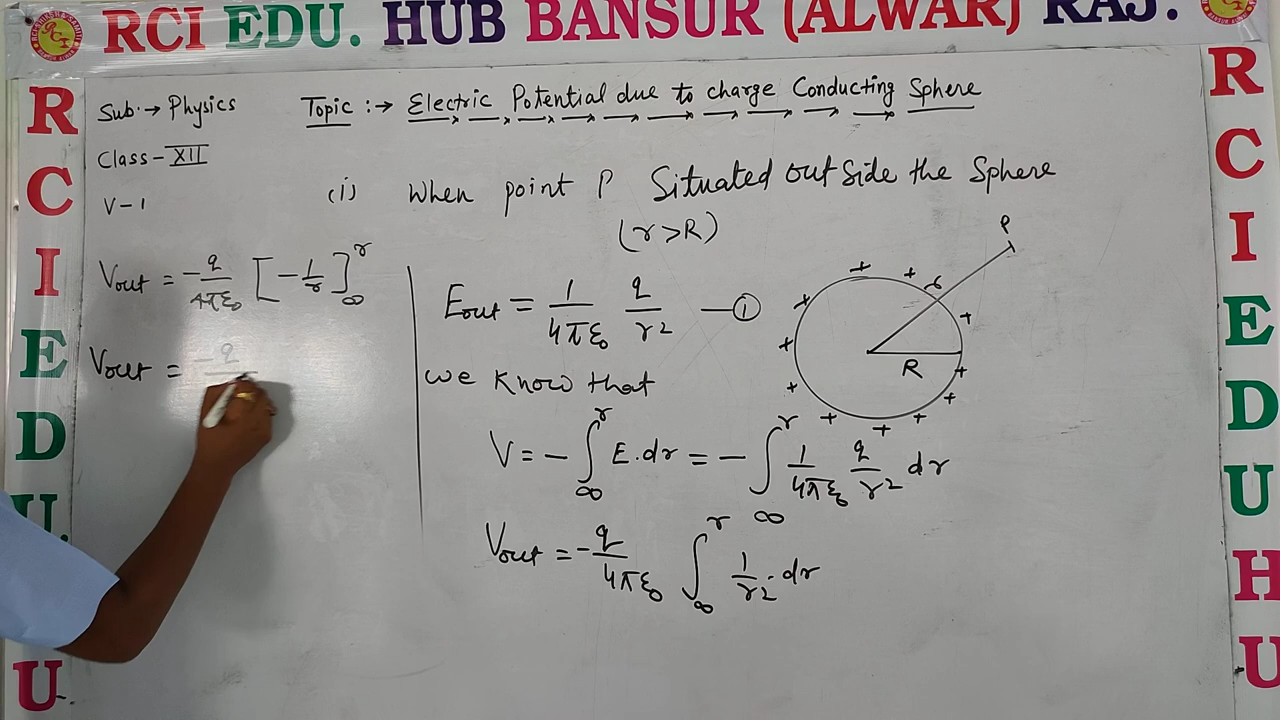 RCI EDU. HUB BANSUR (ALWAR) RAJ.
R
C
I
E
D
U.
U
Sub:→ Physics
Topic :→ Electric Potential due to charge Conducting Sphere
Class - XII
V-1
(i) When point P Situated outside the Sphere
(r>R)
Vout = -q/4πε₀ [-1/r]∞^r
Vout = -q
Eout = 1/4πε₀ q/r² —①
We know that
V = -∫∞^r E.dr = -∫∞^r 1/4πε₀ q/r² dr
Vout = -q/4πε₀ ∫∞^r 1/r² .dr
P
r
R
+ + + + + + + + + + + +
R
C
I
E
D
U
H
U